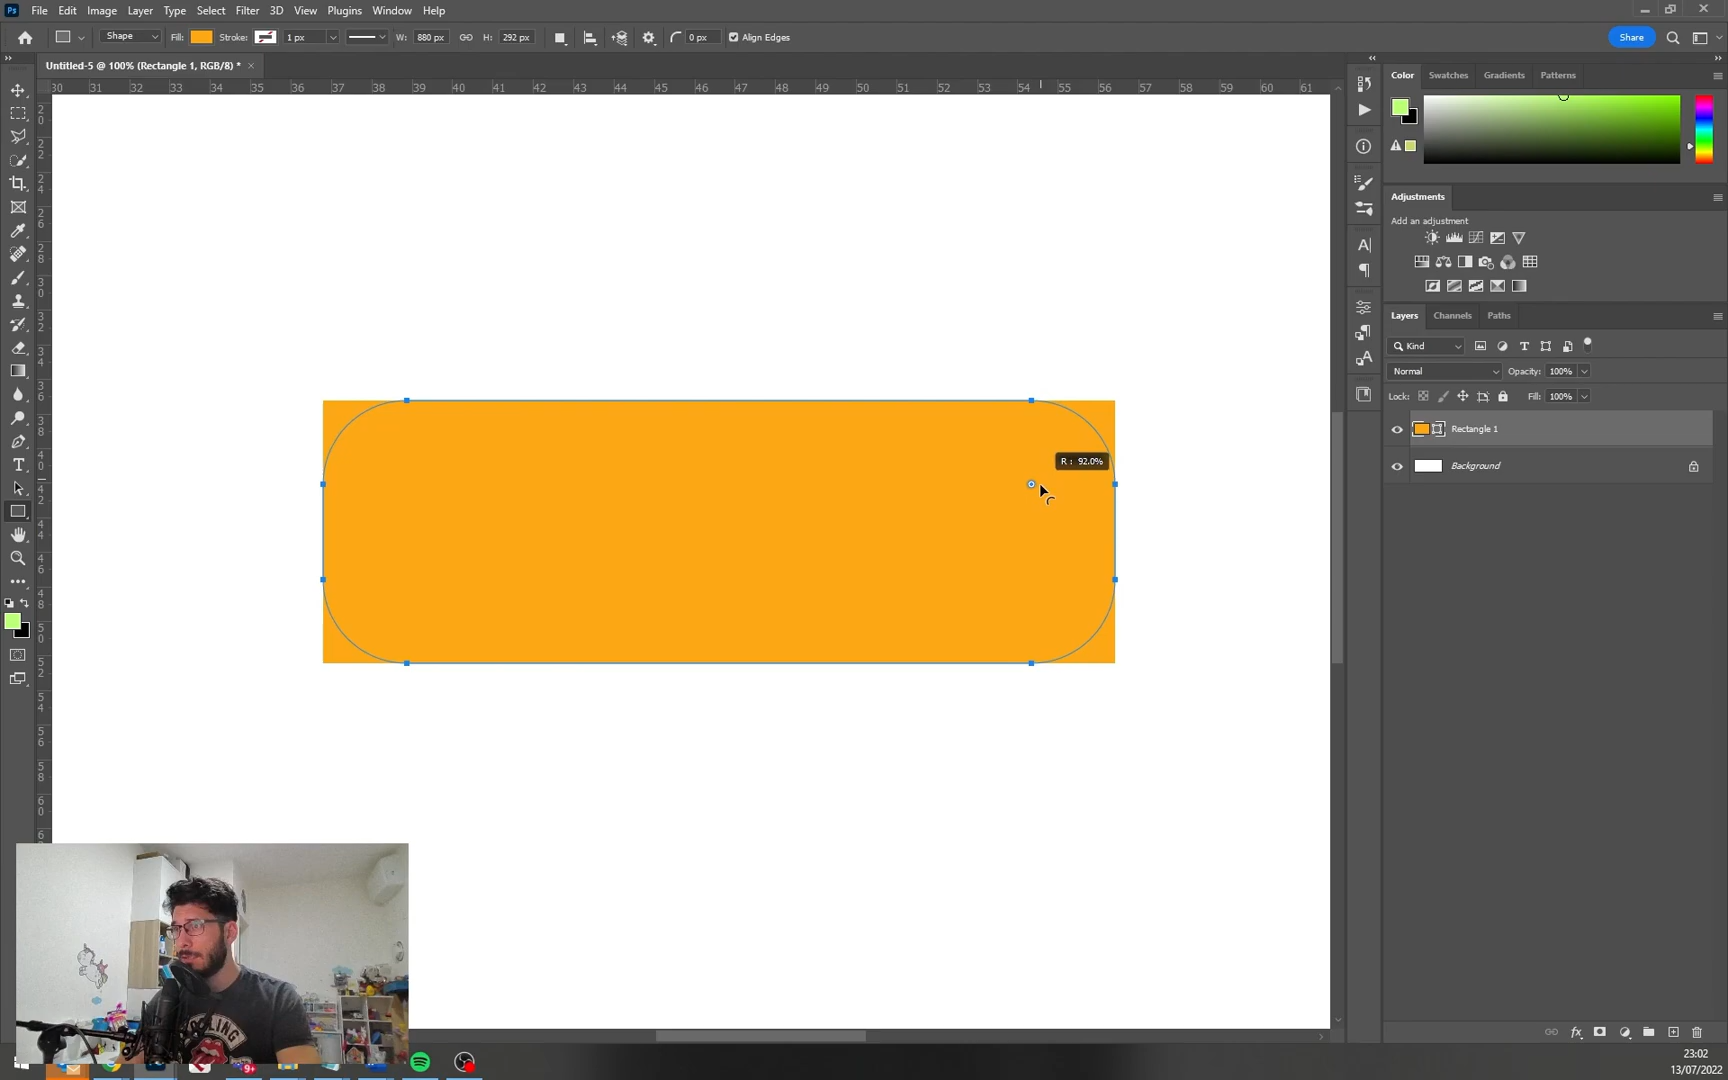 Ps File Edit Image Layer Type Select Filter 3D View Plugins Window Help
Shape Fill: Stroke: 1 px W: 880 px H: 292 px 0 px Align Edges Share
Untitled-5 @ 100% (Rectangle 1, RGB/8) * ×
30 31 32 33 34 35 36 37 38 39 40 41 42 43 44 45 46 47 48 49 50 51 52 53 54 55 56 57 58 59 60 61
Color Swatches Gradients Patterns
Adjustments
Add an adjustment
Layers Channels Paths
Kind
Normal Opacity: 100%
Lock: Fill: 100%
Rectangle 1
Background
R : 92.0%
9+
23:02
13/07/2022